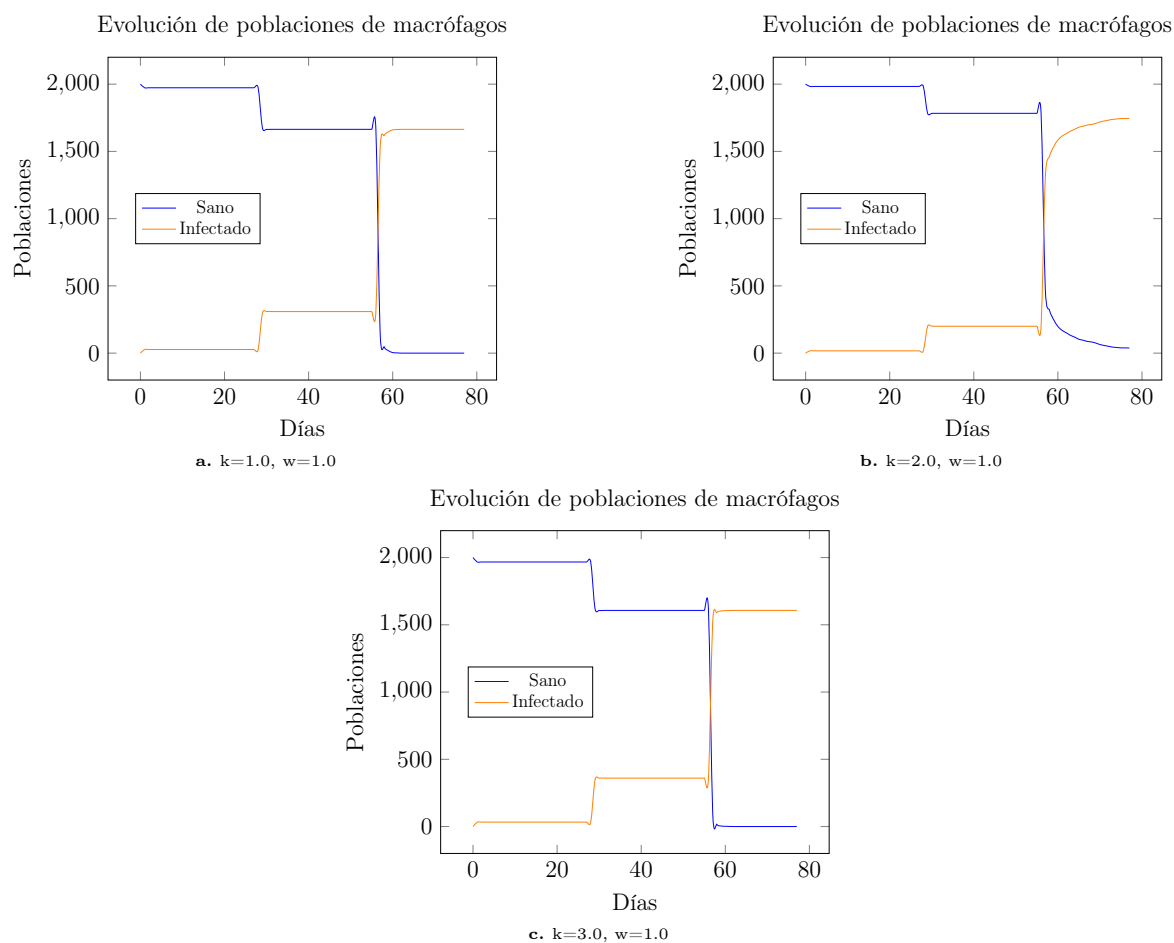 Evolución de poblaciones de macrófagos
2,000
1,500
1,000
500
0
Poblaciones
Sano
Infectado
0 20 40 60 80
Días
a. k=1.0, w=1.0
Evolución de poblaciones de macrófagos
2,000
1,500
1,000
500
0
Poblaciones
Sano
Infectado
0 20 40 60 80
Días
b. k=2.0, w=1.0
Evolución de poblaciones de macrófagos
2,000
1,500
1,000
500
0
Poblaciones
Sano
Infectado
0 20 40 60 80
Días
c. k=3.0, w=1.0